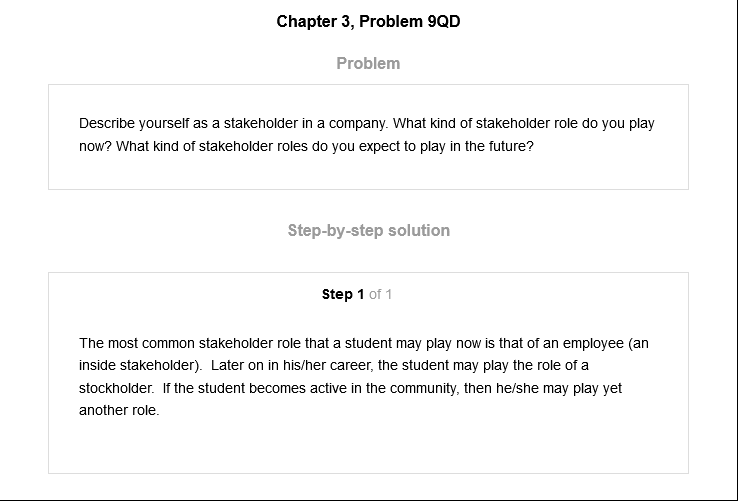 Chapter 3, Problem 9QD
Problem
Describe yourself as a stakeholder in a company. What kind of stakeholder role do you play
now? What kind of stakeholder roles do you expect to play in the future?
Step-by-step solution
Step 1 of 1
The most common stakeholder role that a student may play now is that of an employee (an
inside stakeholder).  Later on in his/her career, the student may play the role of a
stockholder.  If the student becomes active in the community, then he/she may play yet
another role.